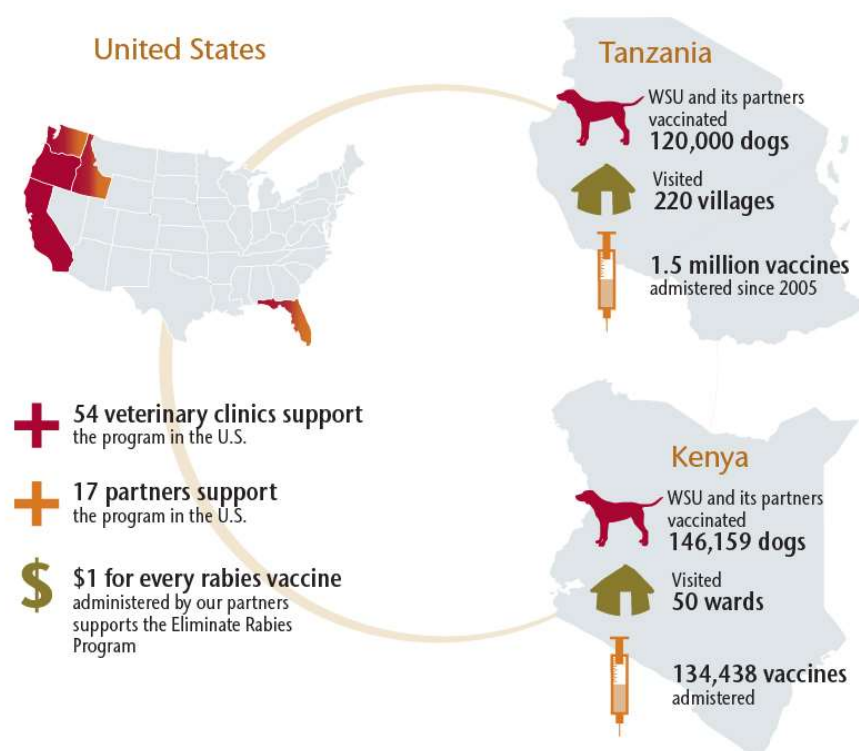 United States
54 veterinary clinics support
the program in the U.S.
17 partners support
the program in the U.S.
$
$1 for every rabies vaccine
administered by our partners
supports the Eliminate Rabies
Program
Tanzania
WSU and its partners
vaccinated
120,000 dogs
Visited
220 villages
1.5 million vaccines
admistered since 2005
Kenya
WSU and its partners
vaccinated
146,159 dogs
Visited
50 wards
134,438 vaccines
admistered